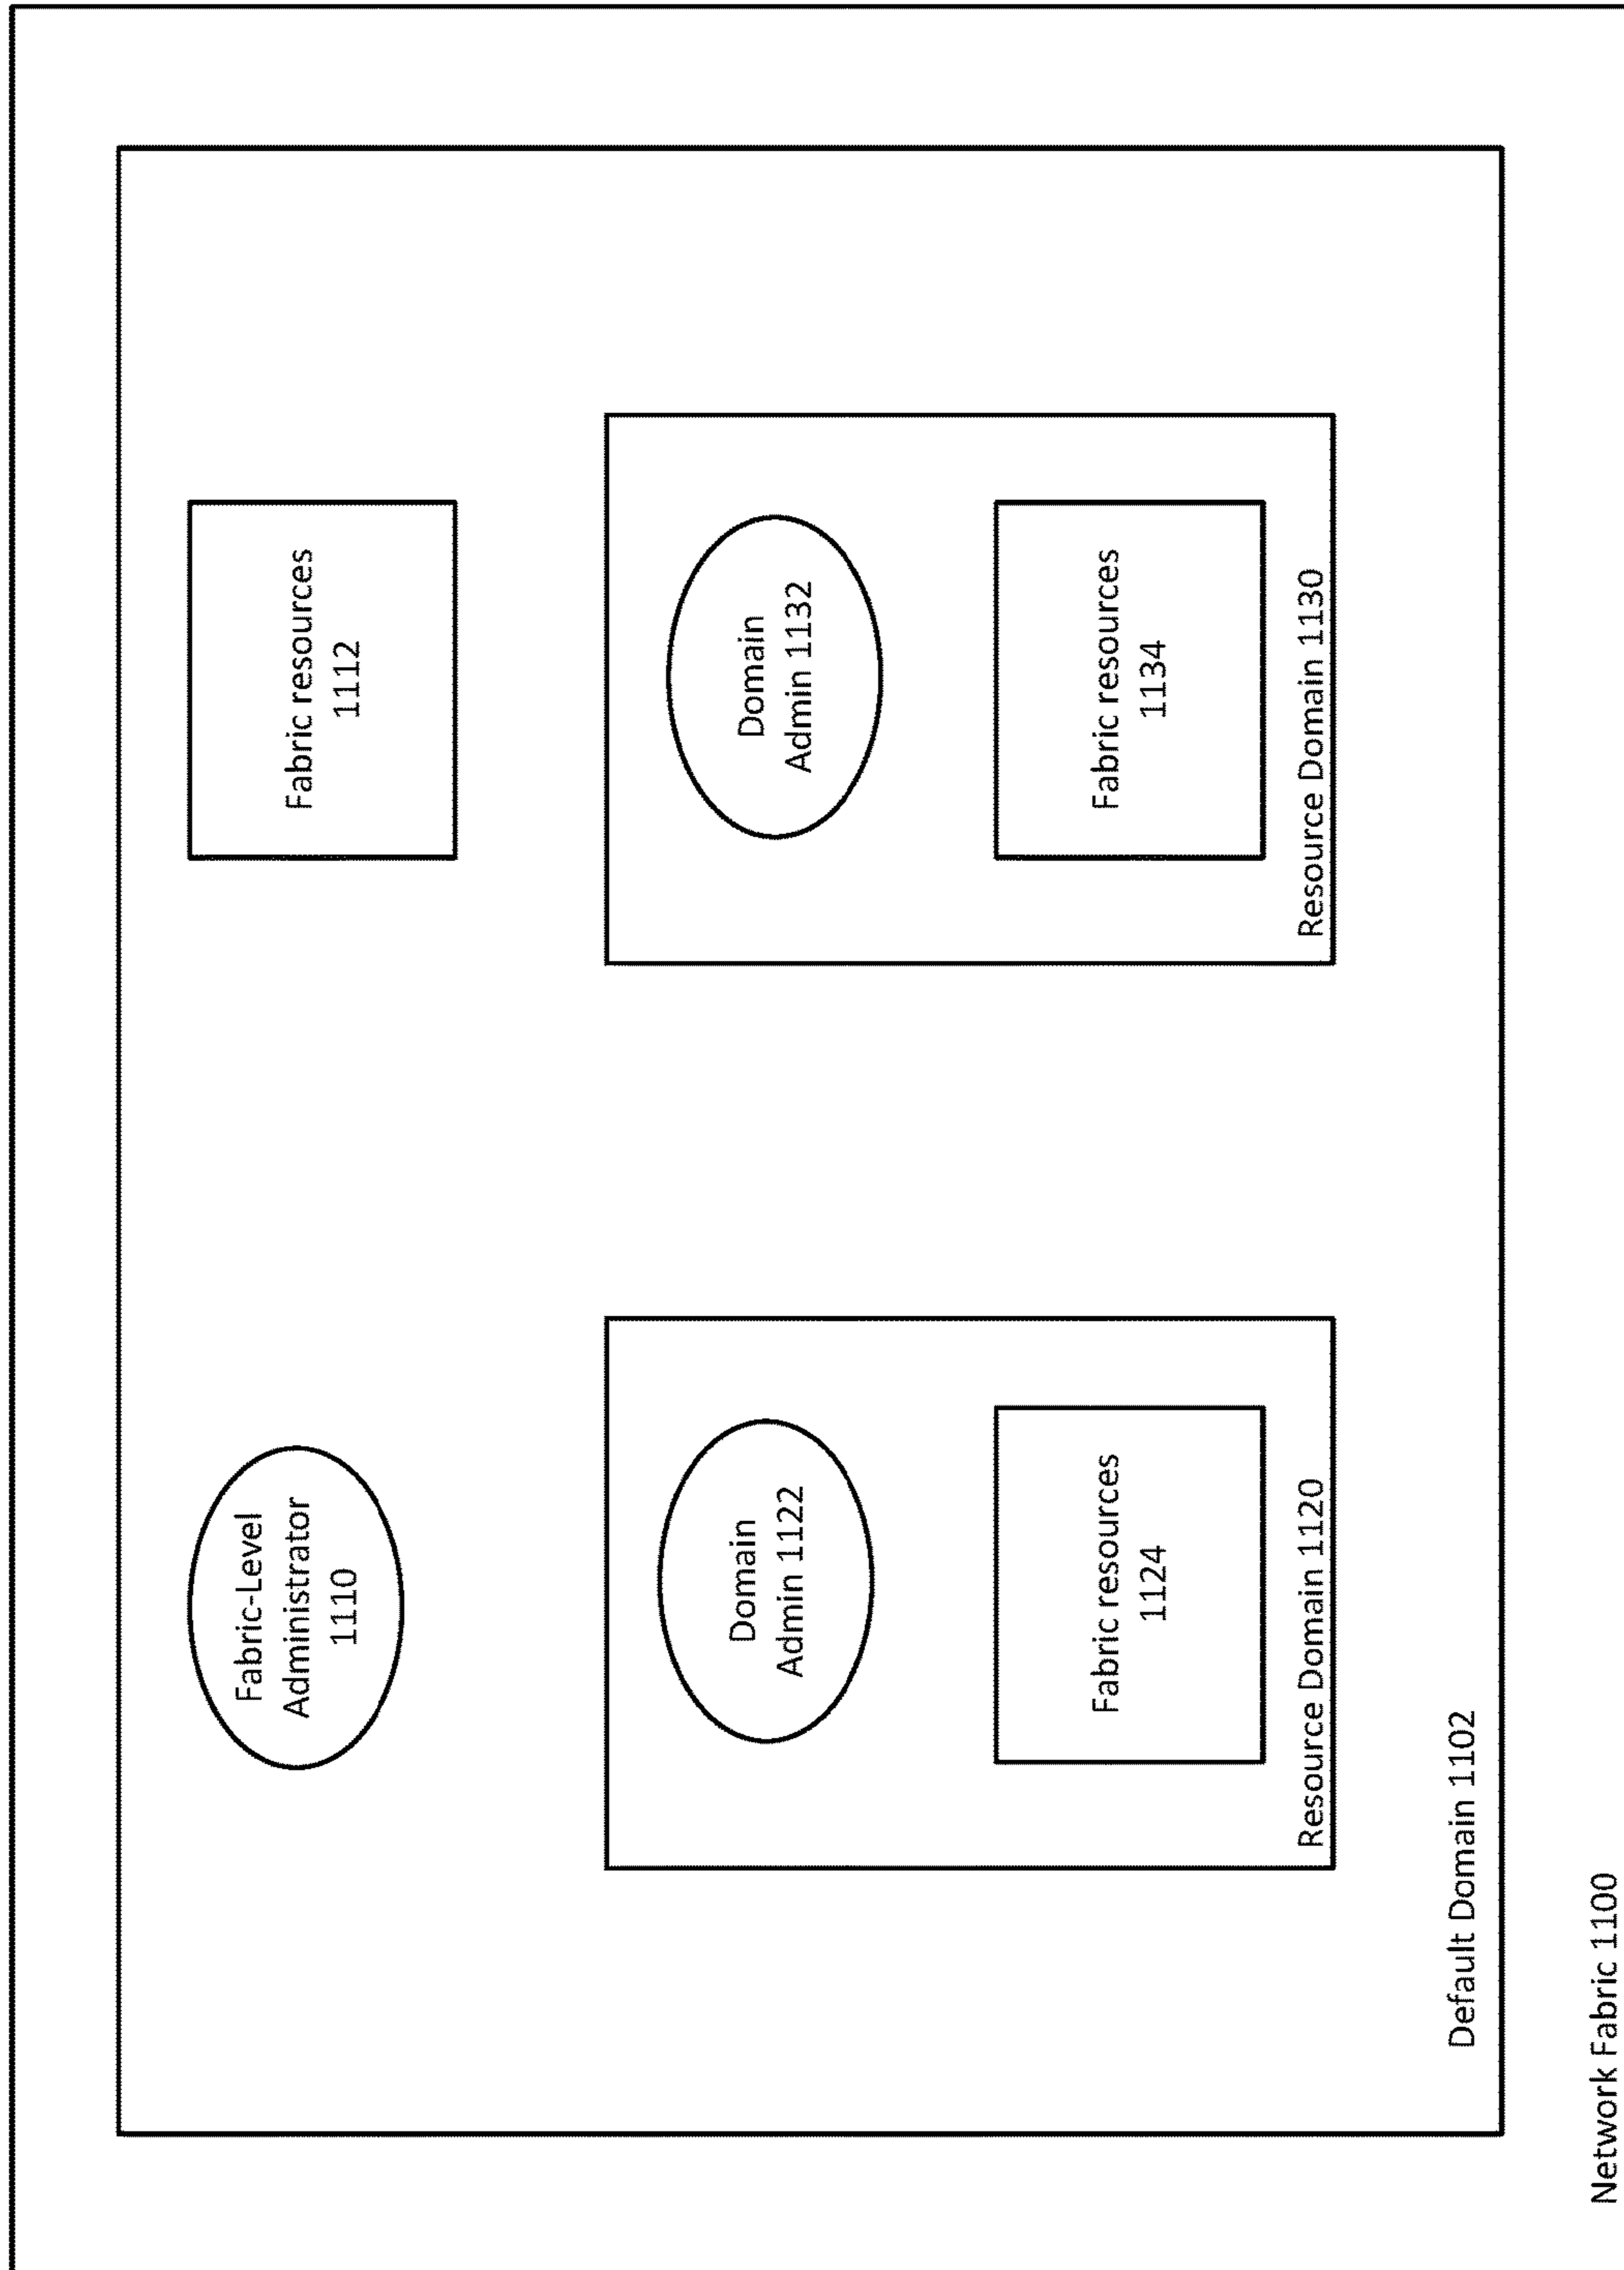 Fabric-Level
Administrator
1110
Fabric resources
1112
Domain
Admin 1122
Fabric resources
1124
Resource Domain 1120
Domain
Admin 1132
Fabric resources
1134
Resource Domain 1130
Default Domain 1102
Network Fabric 1100